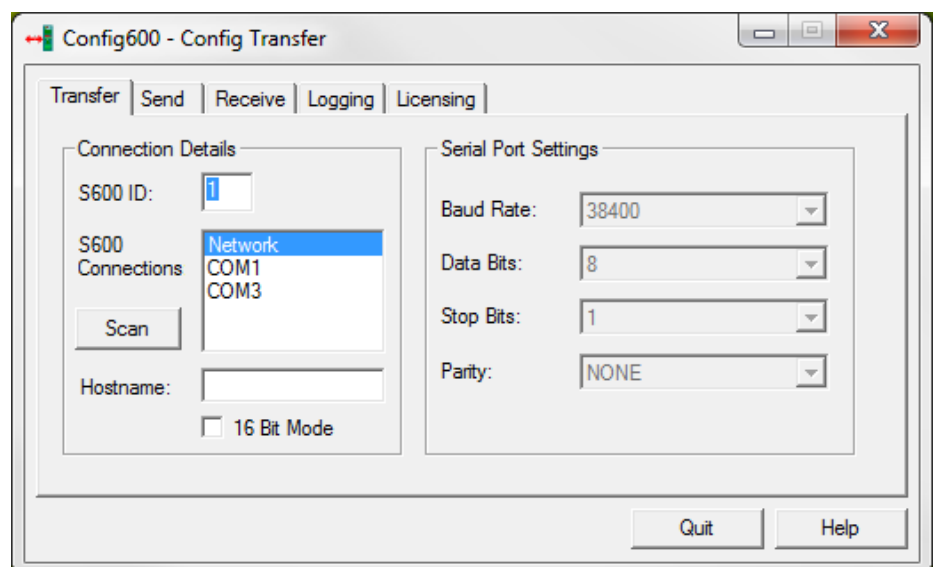 Config600 - Config Transfer
Transfer Send Receive Logging Licensing
Connection Details
S600 ID: 1
S600
Connections
Network
COM1
COM3
Scan
Hostname:
16 Bit Mode
Serial Port Settings
Baud Rate: 38400
Data Bits: 8
Stop Bits: 1
Parity: NONE
Quit Help